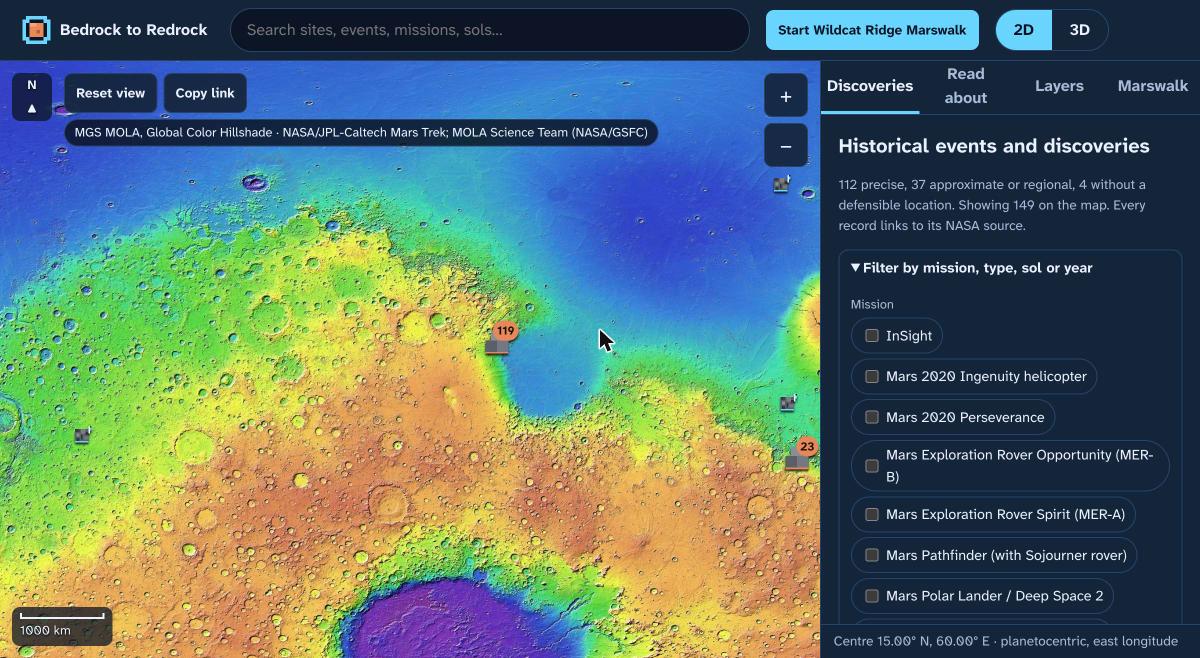 Bedrock to Redrock
Search sites, events, missions, sols...
Start Wildcat Ridge Marswalk
2D
3D
N
Reset view
Copy link
MGS MOLA, Global Color Hillshade · NASA/JPL-Caltech Mars Trek; MOLA Science Team (NASA/GSFC)
+
−
119
23
1000 km
Discoveries
Read
about
Layers
Marswalk
Historical events and discoveries
112 precise, 37 approximate or regional, 4 without a
defensible location. Showing 149 on the map. Every
record links to its NASA source.
▼Filter by mission, type, sol or year
Mission
InSight
Mars 2020 Ingenuity helicopter
Mars 2020 Perseverance
Mars Exploration Rover Opportunity (MER-
B)
Mars Exploration Rover Spirit (MER-A)
Mars Pathfinder (with Sojourner rover)
Mars Polar Lander / Deep Space 2
Centre 15.00° N, 60.00° E · planetocentric, east longitude